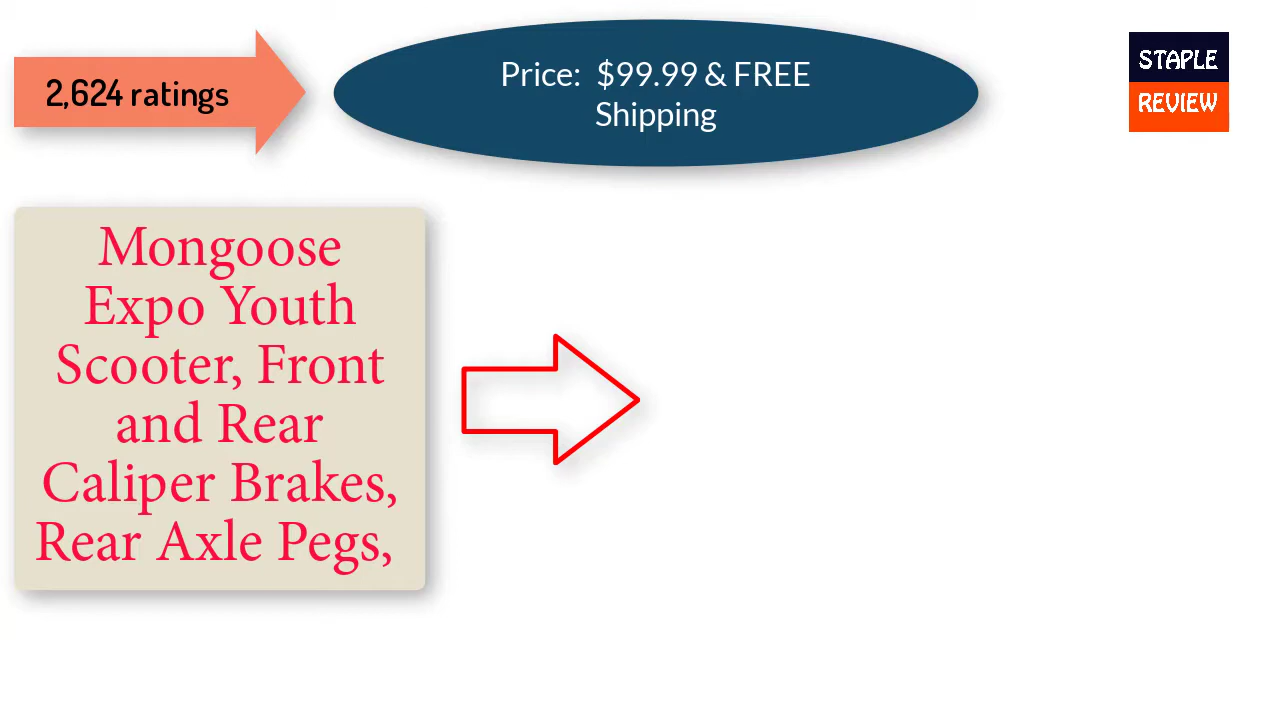 2,624 ratings
Price:  $99.99 & FREE
Shipping
STAPLE
REVIEW
Mongoose
Expo Youth
Scooter, Front
and Rear
Caliper Brakes,
Rear Axle Pegs,